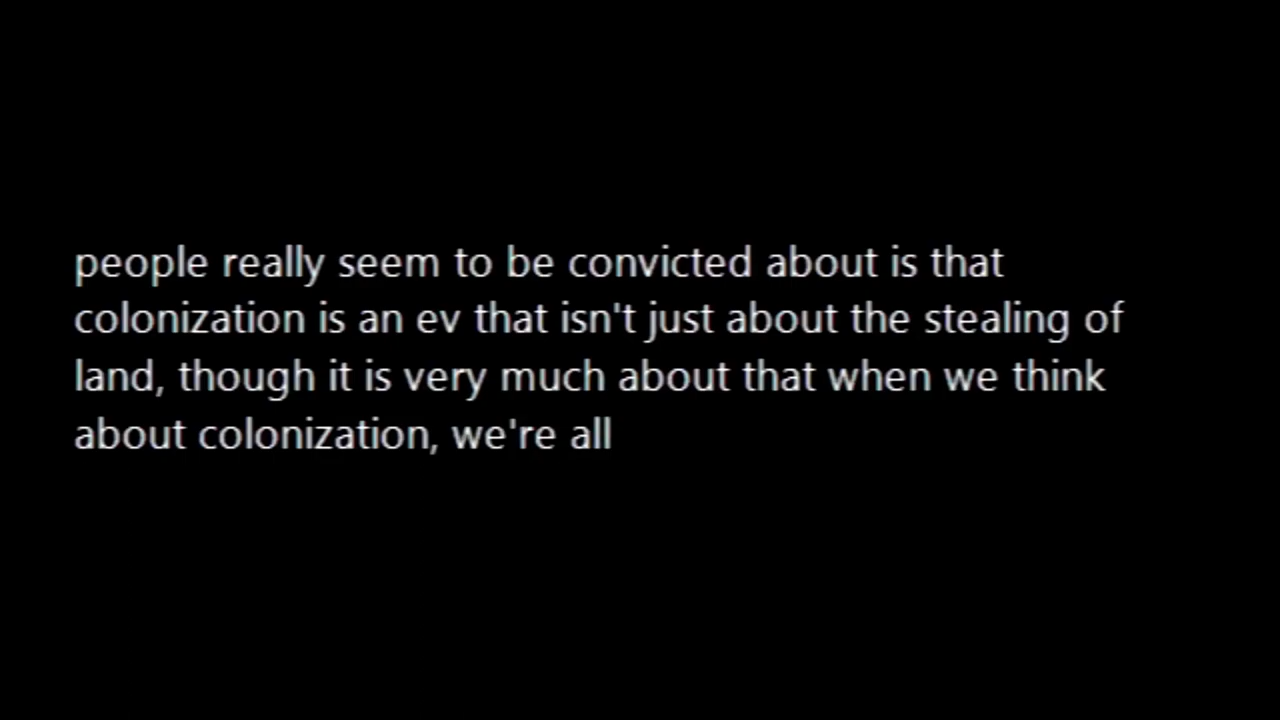 people really seem to be convicted about is that
colonization is an ev that isn't just about the stealing of
land, though it is very much about that when we think
about colonization, we're all